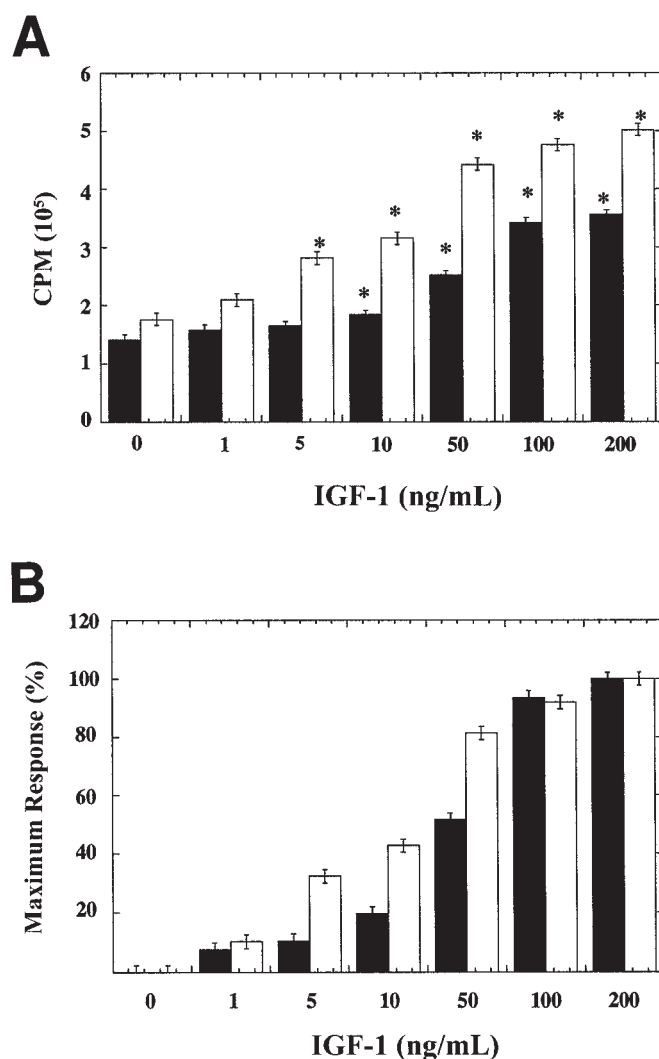 A
6
5
4
3
2
1
0
CPM (10⁵)
* * * * *
* * * *
0 1 5 10 50 100 200
IGF-1 (ng/mL)
B
120
100
80
60
40
20
Maximum Response (%)
0 1 5 10 50 100 200
IGF-1 (ng/mL)